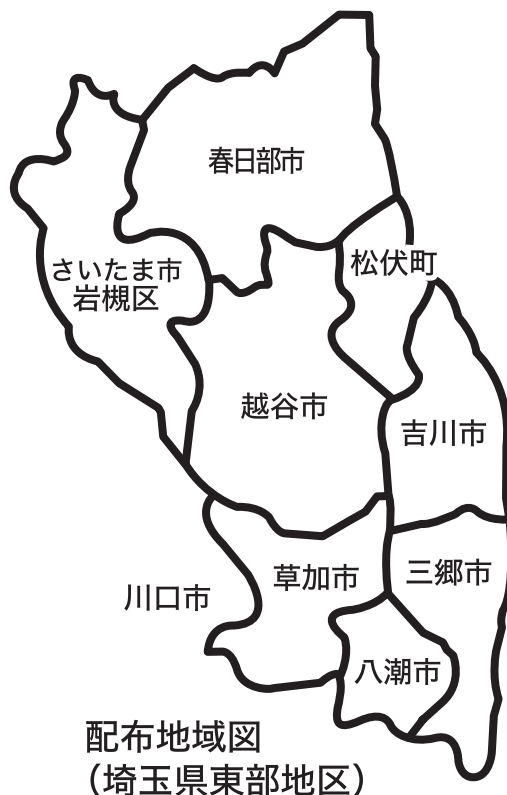 春日部市
松伏町
さいたま市
岩槻区
越谷市
吉川市
草加市
三郷市
川口市
八潮市
配布地域図
（埼玉県東部地区）